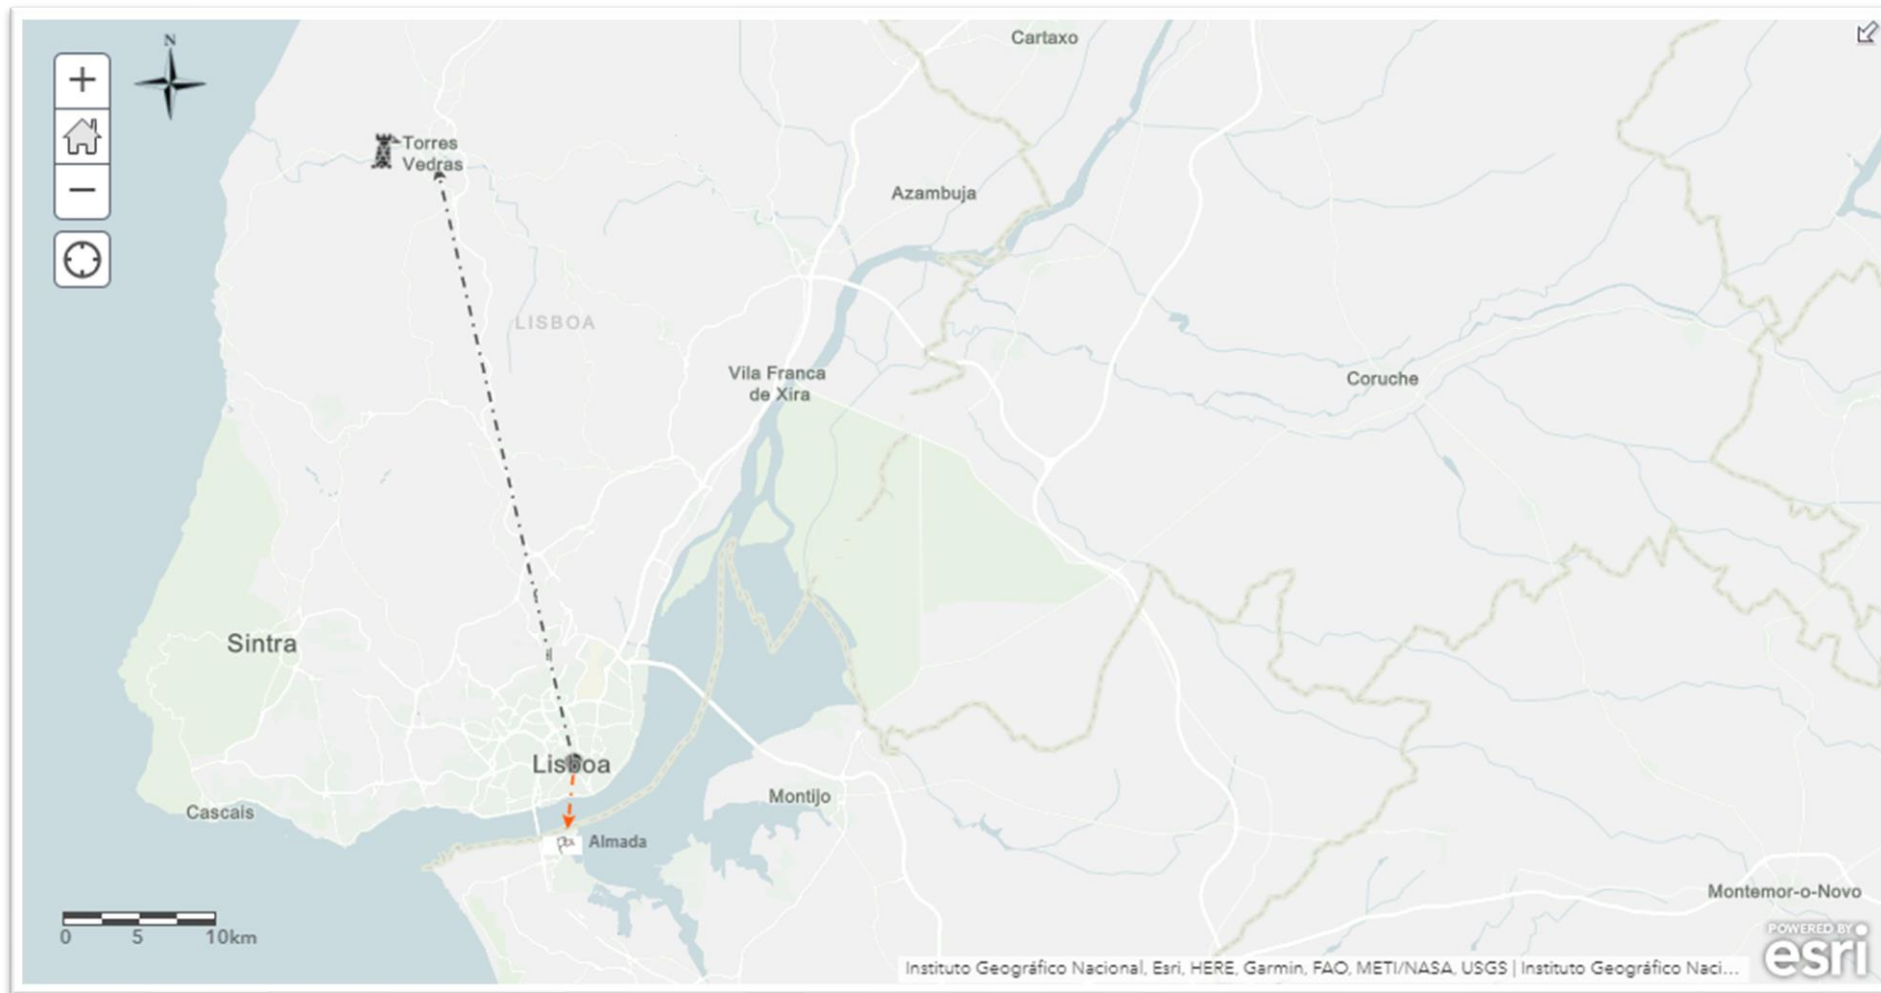 N
Cartaxo
Torres
Vedras
Azambuja
LISBOA
Vila Franca
de Xira
Coruche
Sintra
Lisboa
Cascais
Montijo
Almada
Montemor-o-Novo
0 5 10km
POWERED BY
esri
Instituto Geográfico Nacional, Esri, HERE, Garmin, FAO, METI/NASA, USGS | Instituto Geográfico Naci...